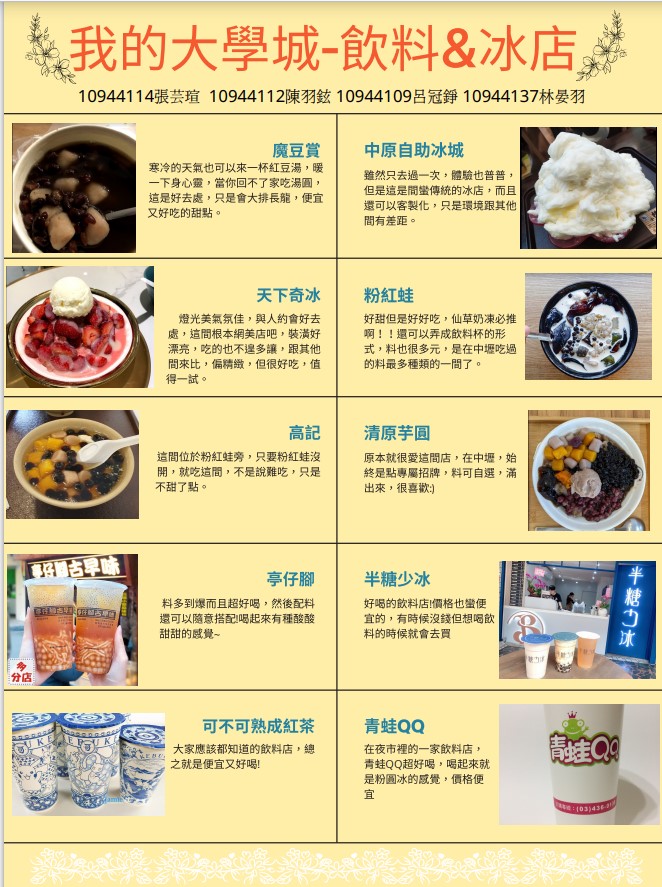 我的大學城-飲料&冰店
10944114張芸瑄 10944112陳羽鉉 10944109呂冠錚 10944137林晏羽
魔豆賞
寒冷的天氣也可以來一杯紅豆湯，暖
一下身心靈，當你回不了家吃湯圓，
這是好去處，只是會大排長龍，便宜
又好吃的甜點。
中原自助冰城
雖然只去過一次，體驗也普普，
但是這是間蠻傳統的冰店，而且
還可以客製化，只是環境跟其他
間有差距。
天下奇冰
燈光美氣氛佳，與人約會好去
處，這間根本網美店吧，裝潢好
漂亮，吃的也不遑多讓，跟其他
間來比，偏精緻，但很好吃，值
得一試。
粉紅蛙
好甜但是好好吃，仙草奶凍必推
啊！！還可以弄成飲料杯的形
式，料也很多元，是在中壢吃過
的料最多種類的一間了。
高記
這間位於粉紅蛙旁，只要粉紅蛙沒
開，就吃這間，不是說難吃，只是
不甜了點。
清原芋圓
原本就很愛這間店，在中壢，始
終是點專屬招牌，料可自選，滿
出來，很喜歡:)
亭仔腳
料多到爆而且超好喝，然後配料
還可以隨意搭配!喝起來有種酸酸
甜甜的感覺~
亭仔腳古早味
今
分店
半糖少冰
好喝的飲料店!價格也蠻便
宜的，有時候沒錢但想喝飲
料的時候就會去買
半糖少冰
可不可熟成紅茶
大家應該都知道的飲料店，總
之就是便宜又好喝!
KEBUKE
青蛙QQ
在夜市裡的一家飲料店，
青蛙QQ超好喝，喝起來就
是粉圓冰的感覺，價格便
宜
青蛙QQ